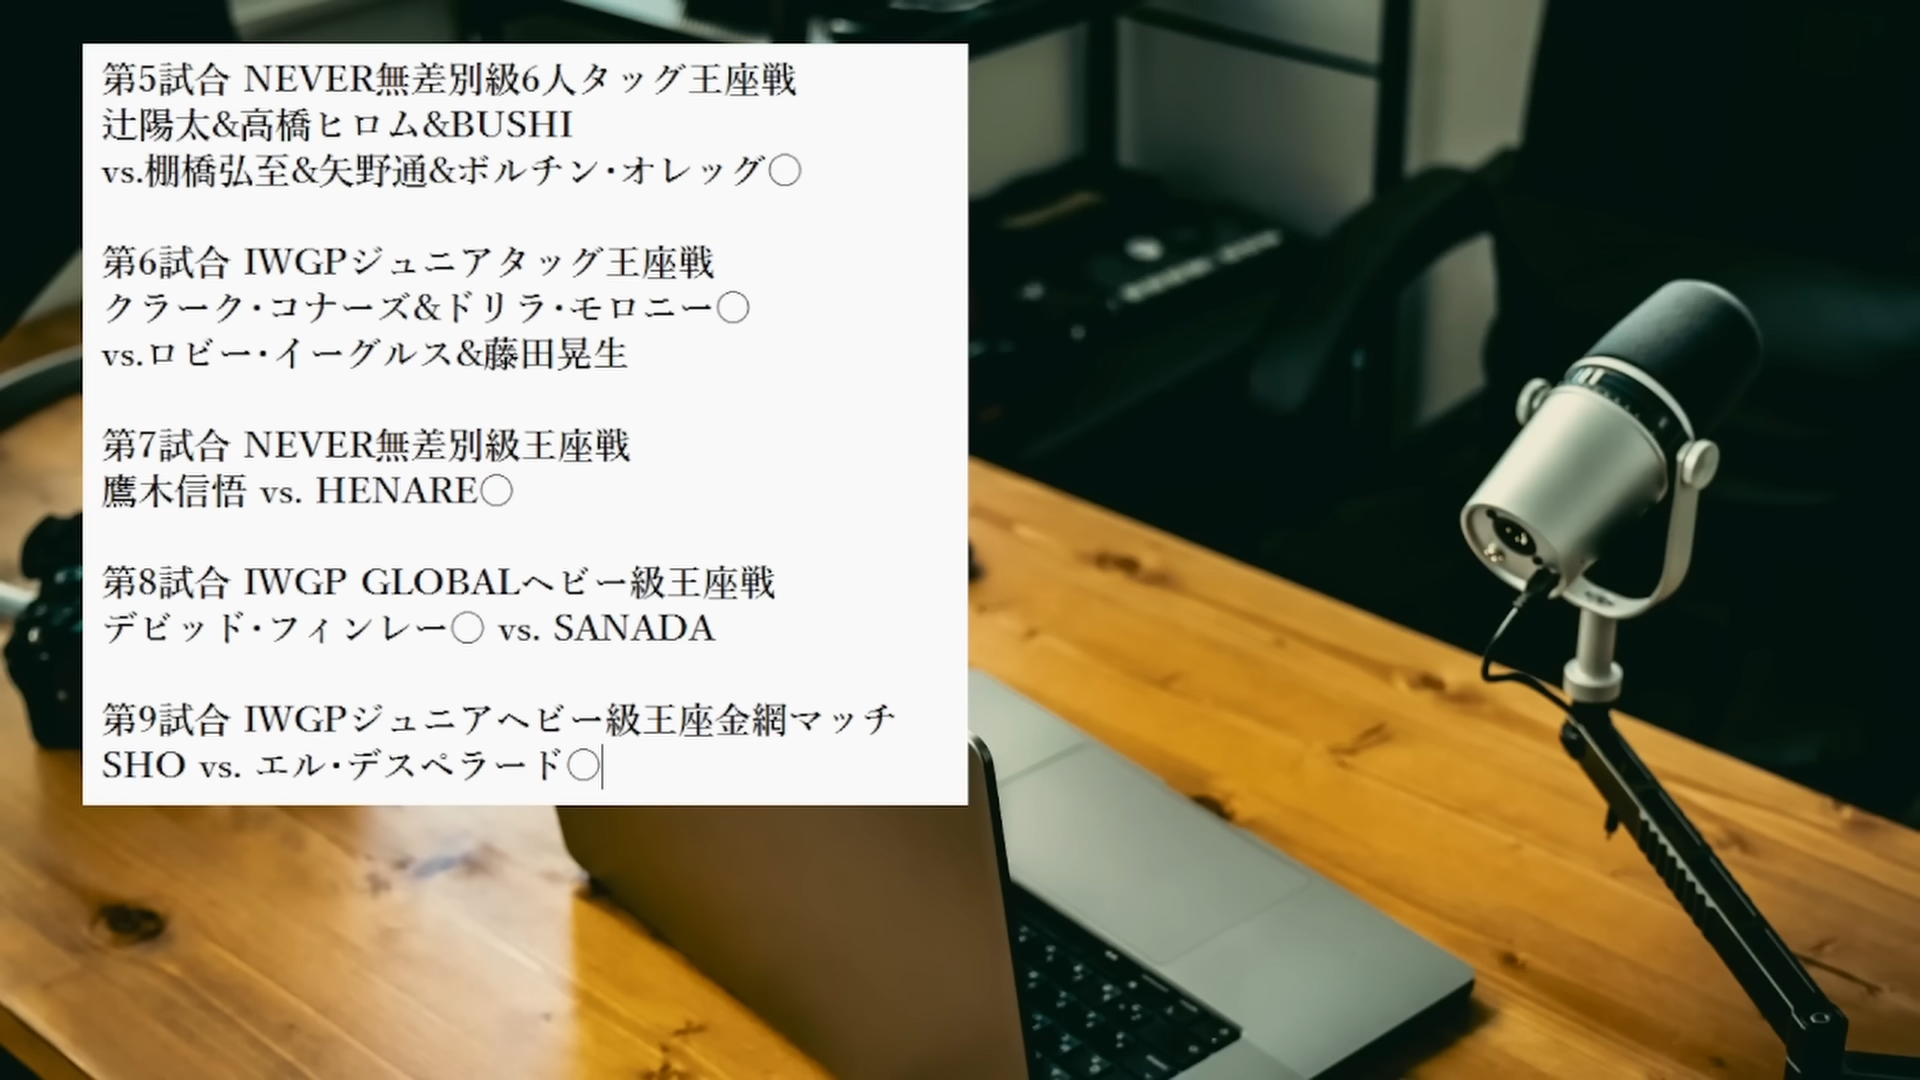 第5試合 NEVER無差別級6人タッグ王座戦
辻陽太&高橋ヒロム&BUSHI
vs.棚橋弘至&矢野通&ボルチン・オレッグ〇
第6試合 IWGPジュニアタッグ王座戦
クラーク・コナーズ&ドリラ・モロニー〇
vs.ロビー・イーグルス&藤田晃生
第7試合 NEVER無差別級王座戦
鷹木信悟 vs. HENARE〇
第8試合 IWGP GLOBALヘビー級王座戦
デビッド・フィンレー〇 vs. SANADA
第9試合 IWGPジュニアヘビー級王座金網マッチ
SHO vs. エル・デスペラード〇